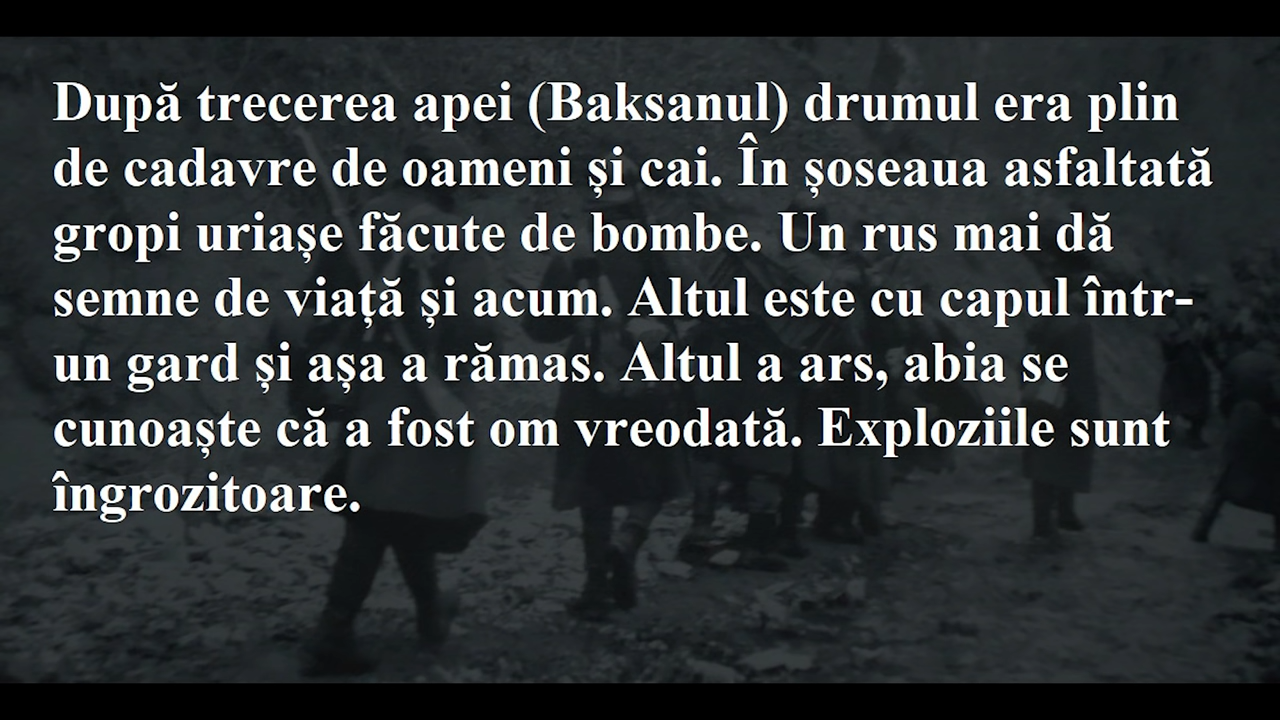 După trecerea apei (Baksanul) drumul era plin
de cadavre de oameni și cai. În șoseaua asfaltată
gropi uriașe făcute de bombe. Un rus mai dă
semne de viață și acum. Altul este cu capul într-
un gard și așa a rămas. Altul a ars, abia se
cunoaște că a fost om vreodată. Exploziile sunt
îngrozitoare.